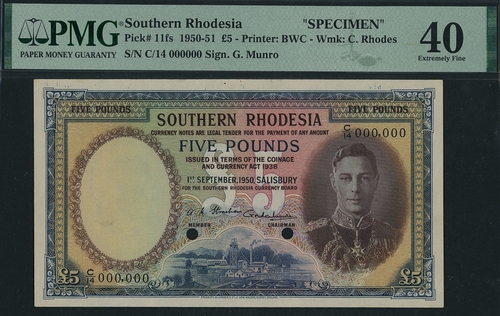 PMG
PAPER MONEY GUARANTY
Southern Rhodesia "SPECIMEN"
Pick# 11fs 1950-51 £5 - Printer: BWC - Wmk: C. Rhodes
S/N C/14 000000 Sign. G. Munro
40
Extremely Fine
FIVE POUNDS
FIVE POUNDS
SOUTHERN RHODESIA
CURRENCY NOTES ARE LEGAL TENDER FOR THE PAYMENT OF ANY AMOUNT
C/14 000,000
FIVE POUNDS
ISSUED IN TERMS OF THE COINAGE
AND CURRENCY ACT 1938
1ST SEPTEMBER, 1950, SALISBURY
FOR THE SOUTHERN RHODESIA CURRENCY BOARD
£5
MEMBER
CHAIRMAN
£5
C/14 000,000
£5